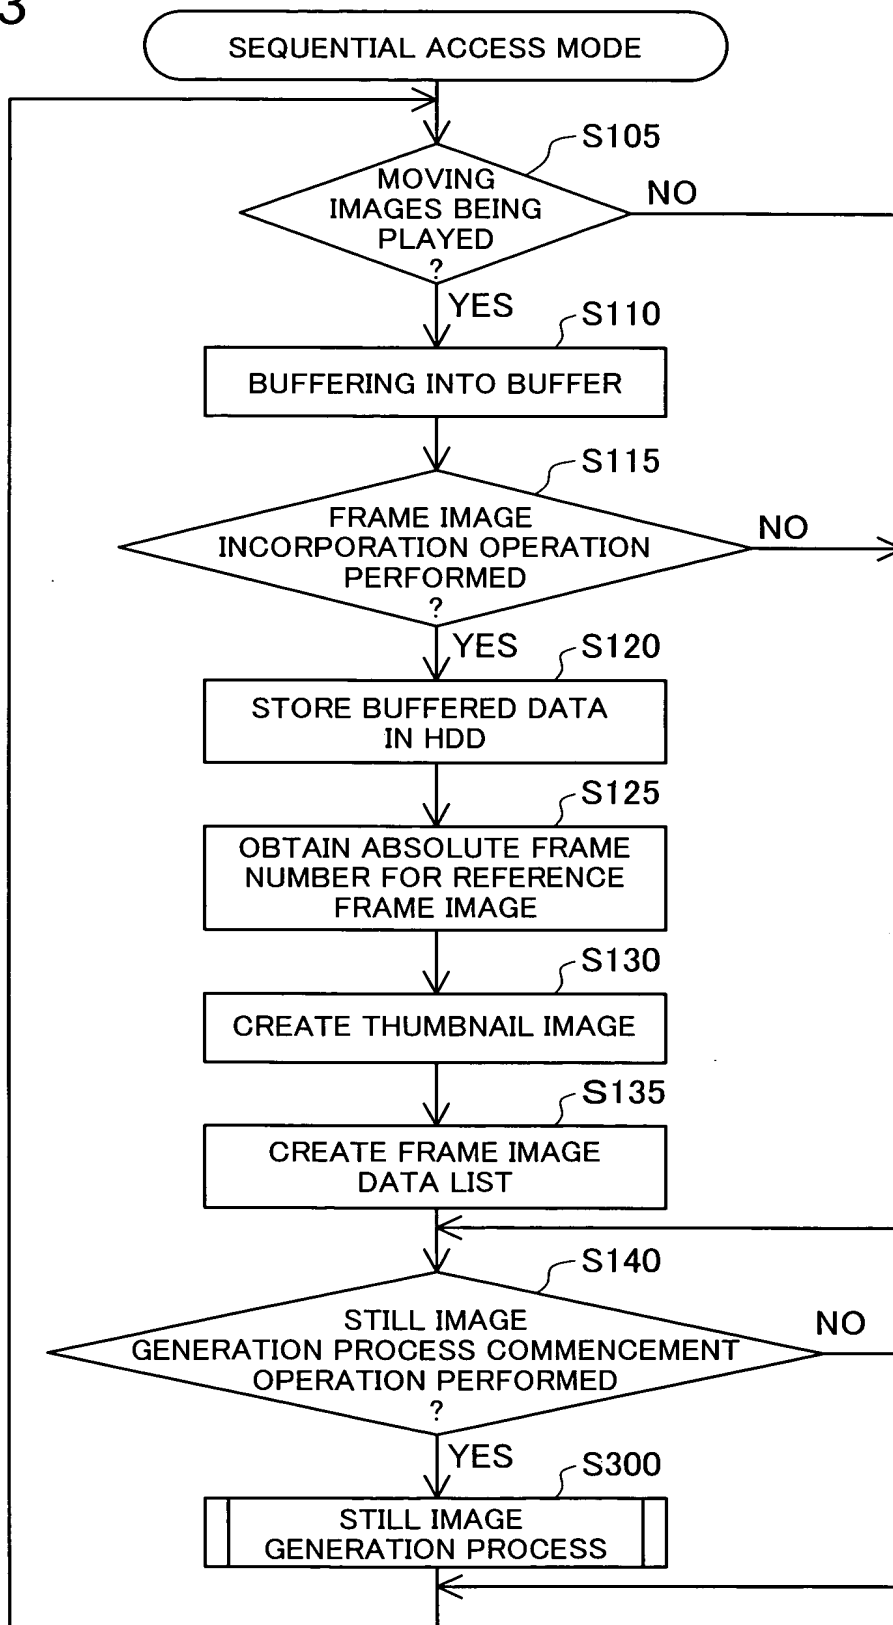 3
SEQUENTIAL ACCESS MODE
S105
MOVING
IMAGES BEING
PLAYED
?
NO
YES
S110
BUFFERING INTO BUFFER
S115
FRAME IMAGE
INCORPORATION OPERATION
PERFORMED
?
NO
YES
S120
STORE BUFFERED DATA
IN HDD
S125
OBTAIN ABSOLUTE FRAME
NUMBER FOR REFERENCE
FRAME IMAGE
S130
CREATE THUMBNAIL IMAGE
S135
CREATE FRAME IMAGE
DATA LIST
S140
STILL IMAGE
GENERATION PROCESS COMMENCEMENT
OPERATION PERFORMED
?
NO
YES
S300
STILL IMAGE
GENERATION PROCESS